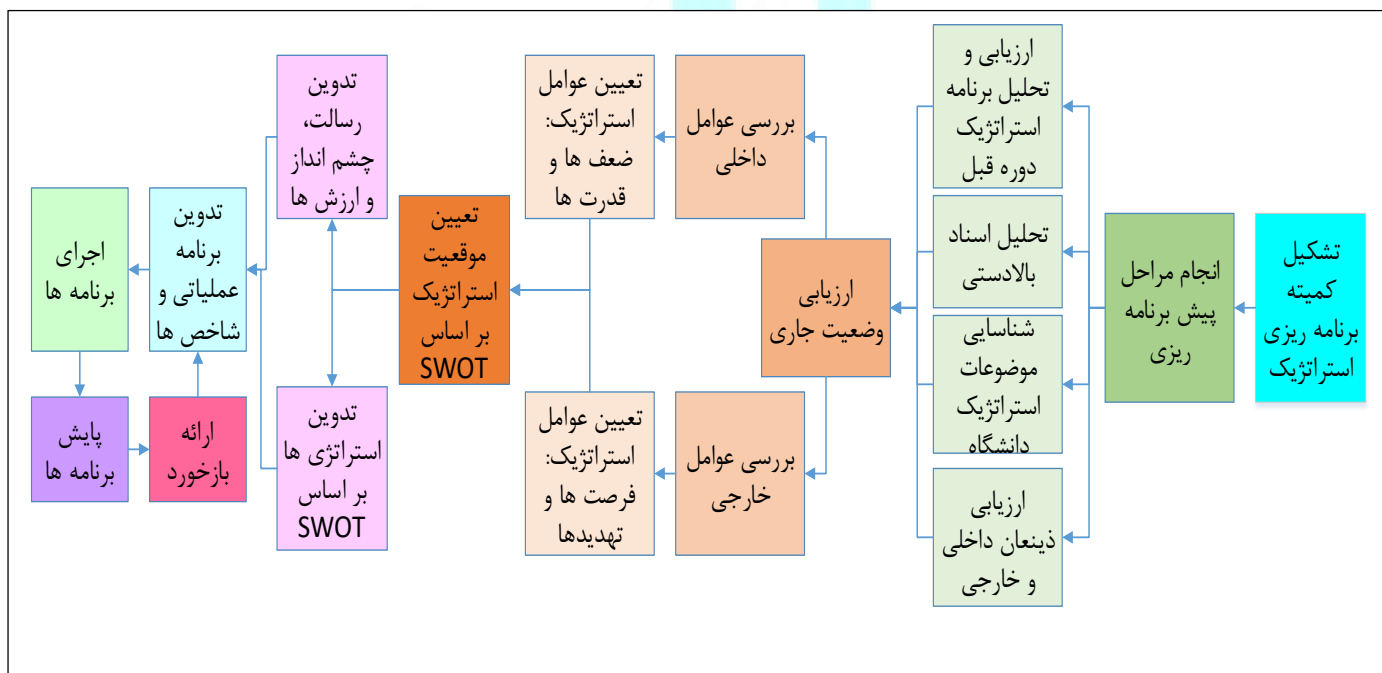 تشکیل
کمیته
برنامه ریزی
استراتژیک
انجام مراحل
پیش برنامه
ریزی
ارزیابی و
تحلیل برنامه
استراتژیک
دوره قبل
تحلیل اسناد
بالادستی
شناسایی
موضوعات
استراتژیک
دانشگاه
ارزیابی
ذینعان داخلی
و خارجی
ارزیابی
وضعیت جاری
بررسی عوامل
داخلی
بررسی عوامل
خارجی
تعیین عوامل
استراتژیک:
ضعف ها و
قدرت ها
تعیین عوامل
استراتژیک:
فرصت ها و
تهدیدها
تعیین
موقعیت
استراتژیک
بر اساس
SWOT
تدوین
رسالت،
چشم انداز
و ارزش ها
تدوین
استراتژی ها
بر اساس
SWOT
تدوین
برنامه
عملیاتی و
شاخص ها
اجرای
برنامه ها
پایش
برنامه ها
ارائه
بازخورد